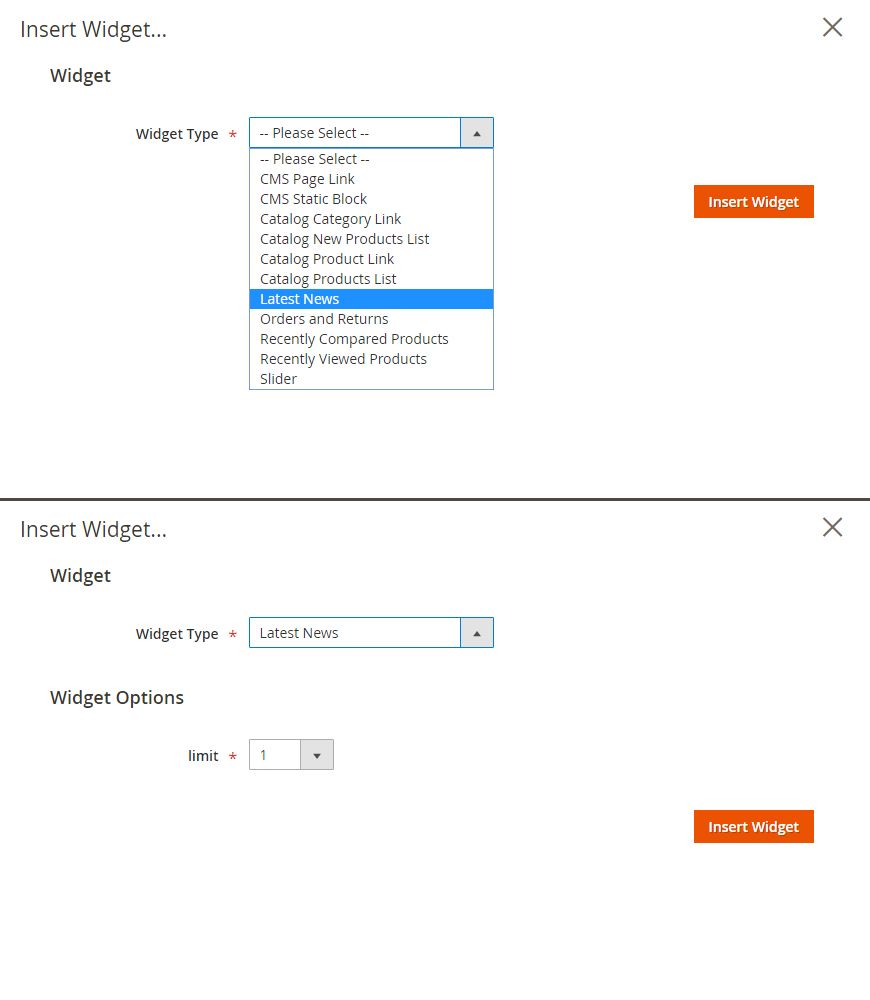 Insert Widget...
Widget
Widget Type *
-- Please Select --
-- Please Select --
CMS Page Link
CMS Static Block
Catalog Category Link
Catalog New Products List
Catalog Product Link
Catalog Products List
Latest News
Orders and Returns
Recently Compared Products
Recently Viewed Products
Slider
Insert Widget
Insert Widget...
Widget
Widget Type * Latest News
Widget Options
limit * 1
Insert Widget